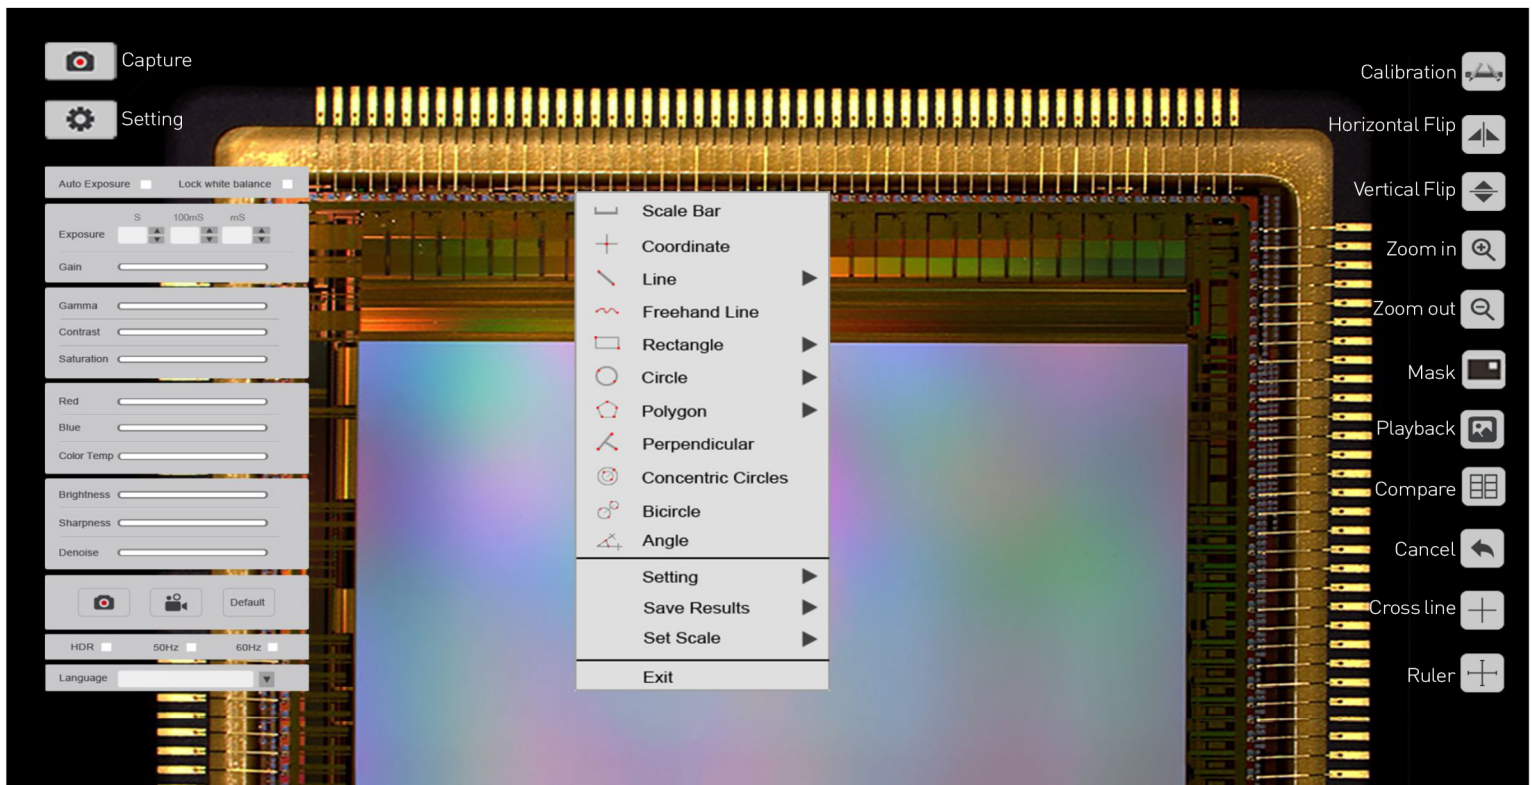 Capture
Setting
Auto Exposure Lock white balance
S 100mS mS
Exposure
Gain
Gamma
Contrast
Saturation
Red
Blue
Color Temp
Brightness
Sharpness
Denoise
Default
HDR 50Hz 60Hz
Language
Scale Bar
Coordinate
Line
Freehand Line
Rectangle
Circle
Polygon
Perpendicular
Concentric Circles
Bicircle
Angle
Setting
Save Results
Set Scale
Exit
Calibration
Horizontal Flip
Vertical Flip
Zoom in
Zoom out
Mask
Playback
Compare
Cancel
Cross line
Ruler